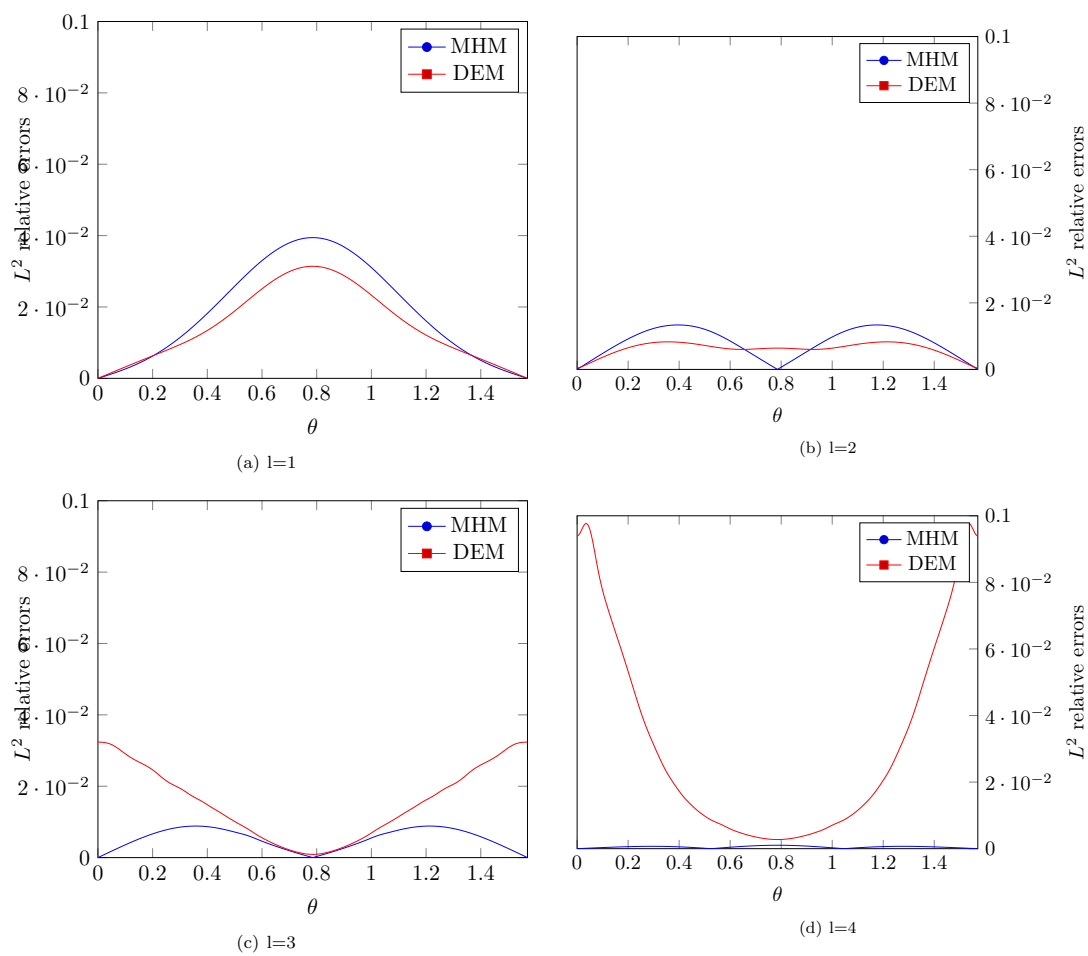 0.1
8 · 10⁻²
6 · 10⁻²
4 · 10⁻²
2 · 10⁻²
0
L² relative errors
MHM
DEM
0 0.2 0.4 0.6 0.8 1 1.2 1.4
θ
(a) l=1
0.1
8 · 10⁻²
6 · 10⁻²
4 · 10⁻²
2 · 10⁻²
0
L² relative errors
MHM
DEM
0 0.2 0.4 0.6 0.8 1 1.2 1.4
θ
(b) l=2
0.1
8 · 10⁻²
6 · 10⁻²
4 · 10⁻²
2 · 10⁻²
0
L² relative errors
MHM
DEM
0 0.2 0.4 0.6 0.8 1 1.2 1.4
θ
(c) l=3
0.1
8 · 10⁻²
6 · 10⁻²
4 · 10⁻²
2 · 10⁻²
0
L² relative errors
MHM
DEM
0 0.2 0.4 0.6 0.8 1 1.2 1.4
θ
(d) l=4